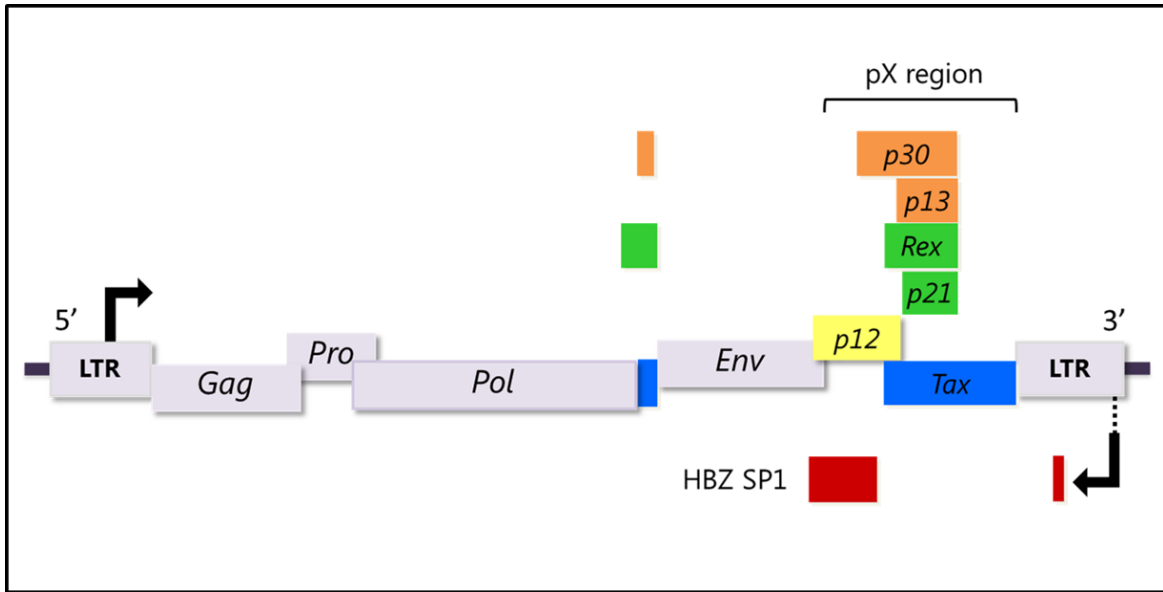 pX region
p30
p13
Rex
p21
5’
3’
LTR
Gag
Pro
Pol
Env
p12
Tax
LTR
HBZ SP1